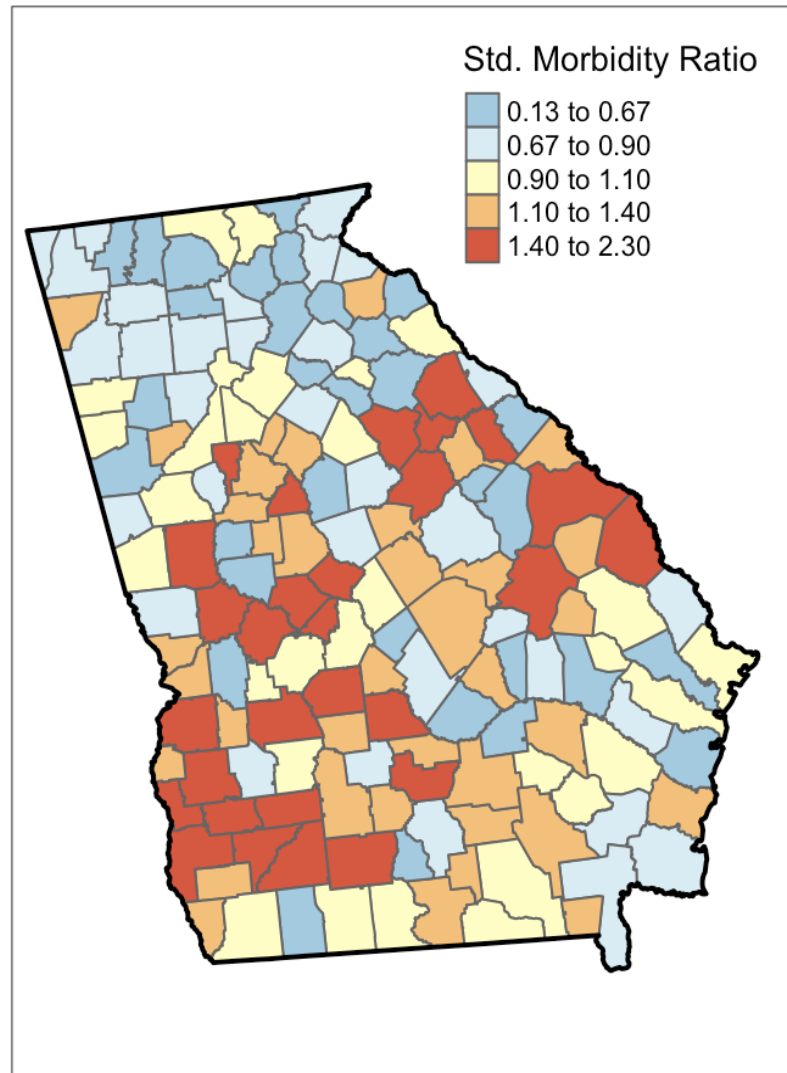 Std. Morbidity Ratio
0.13 to 0.67
0.67 to 0.90
0.90 to 1.10
1.10 to 1.40
1.40 to 2.30